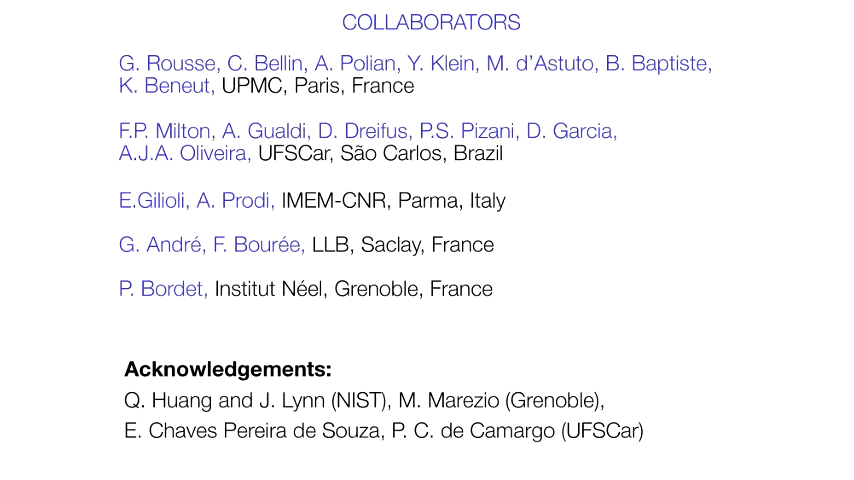 COLLABORATORS
G. Rousse, C. Bellin, A. Polian, Y. Klein, M. d'Astuto, B. Baptiste,
K. Beneut, UPMC, Paris, France
F.P. Milton, A. Gualdi, D. Dreifus, P.S. Pizani, D. Garcia,
A.J.A. Oliveira, UFSCar, São Carlos, Brazil
E.Gilioli, A. Prodi, IMEM-CNR, Parma, Italy
G. André, F. Bourée, LLB, Saclay, France
P. Bordet, Institut Néel, Grenoble, France
Acknowledgements:
Q. Huang and J. Lynn (NIST), M. Marezio (Grenoble),
E. Chaves Pereira de Souza, P. C. de Camargo (UFSCar)